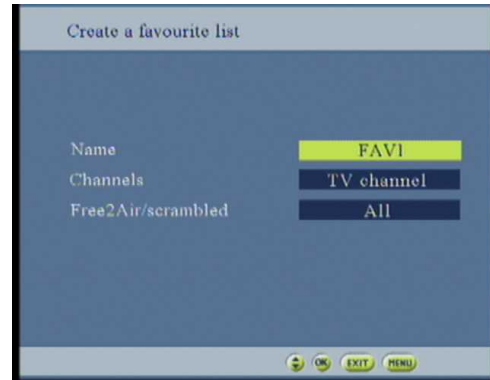 Create a favourite list
Name FAV1
Channels TV channel
Free2Air/scrambled All
OK EXIT MENU